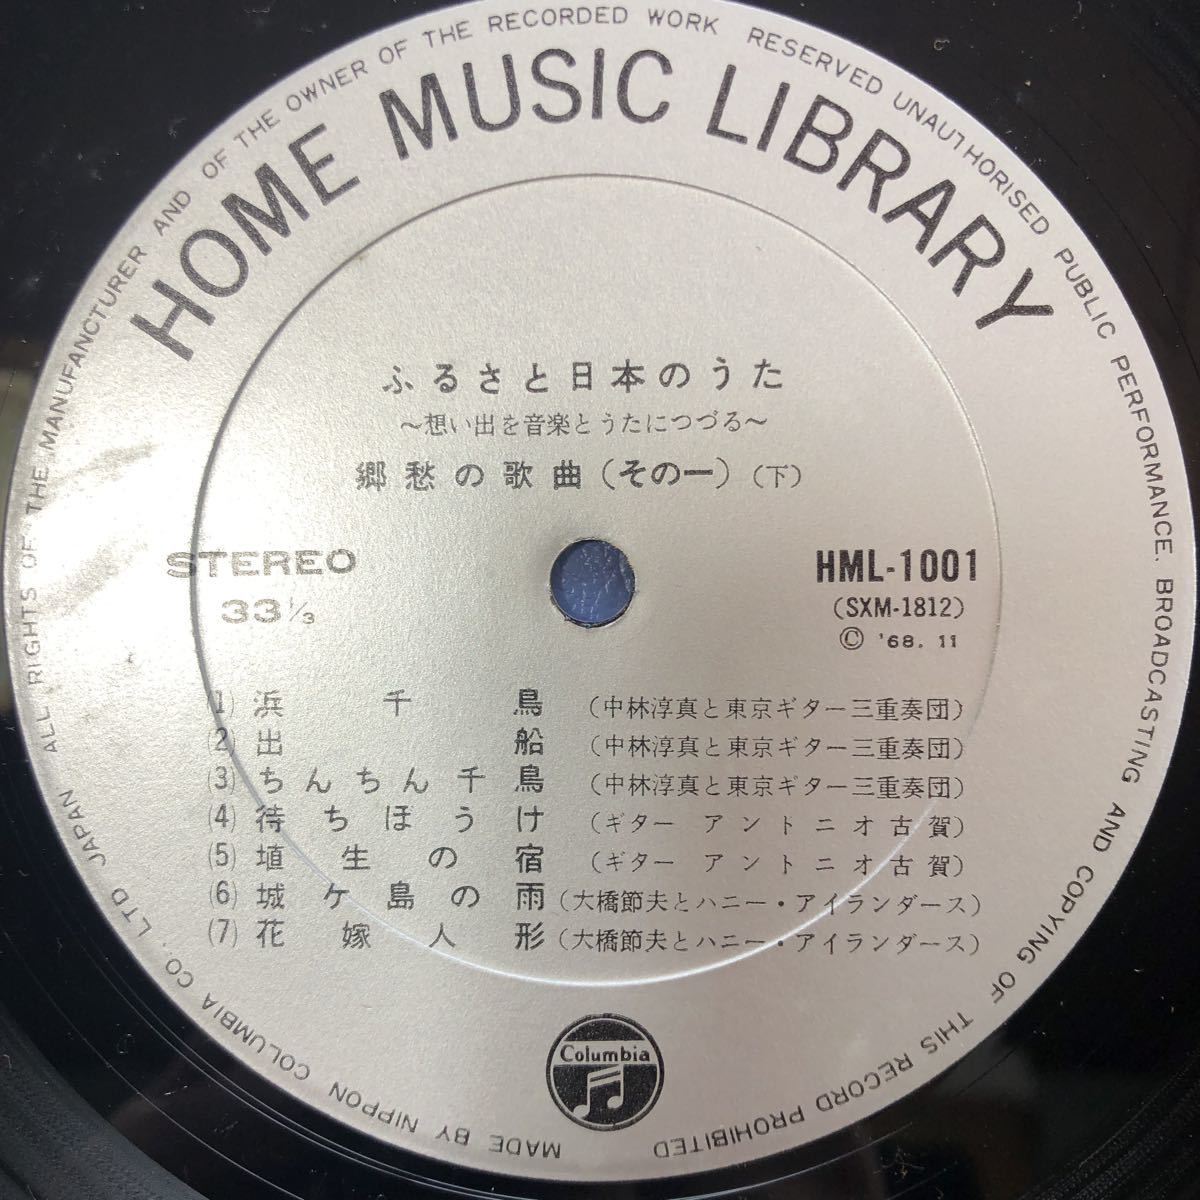 ALL RIGHTS OF THE MANUFANCTURER AND OF THE OWNER OF THE RECORDED WORK RESERVED UNAUTHORISED PUBLIC PERFORMANCE. BROADCASTING AND COPYING OF THIS RECORD PROHIBITED
HOME MUSIC LIBRARY
ふるさと日本のうた
～想い出を音楽とうたにつづる～
郷愁の歌曲(その一)(下)
STEREO
33⅓
HML-1001
(SXM-1812)
© '68. 11
(1) 浜千鳥 (中林淳真と東京ギター三重奏団)
(2) 出船 (中林淳真と東京ギター三重奏団)
(3) ちんちん千鳥 (中林淳真と東京ギター三重奏団)
(4) 待ちぼうけ (ギター アントニオ古賀)
(5) 埴生の宿 (ギター アントニオ古賀)
(6) 城ケ島の雨 (大橋節夫とハニー・アイランダース)
(7) 花嫁人形 (大橋節夫とハニー・アイランダース)
Columbia
MADE BY NIPPON COLUMBIA CO., LTD JAPAN